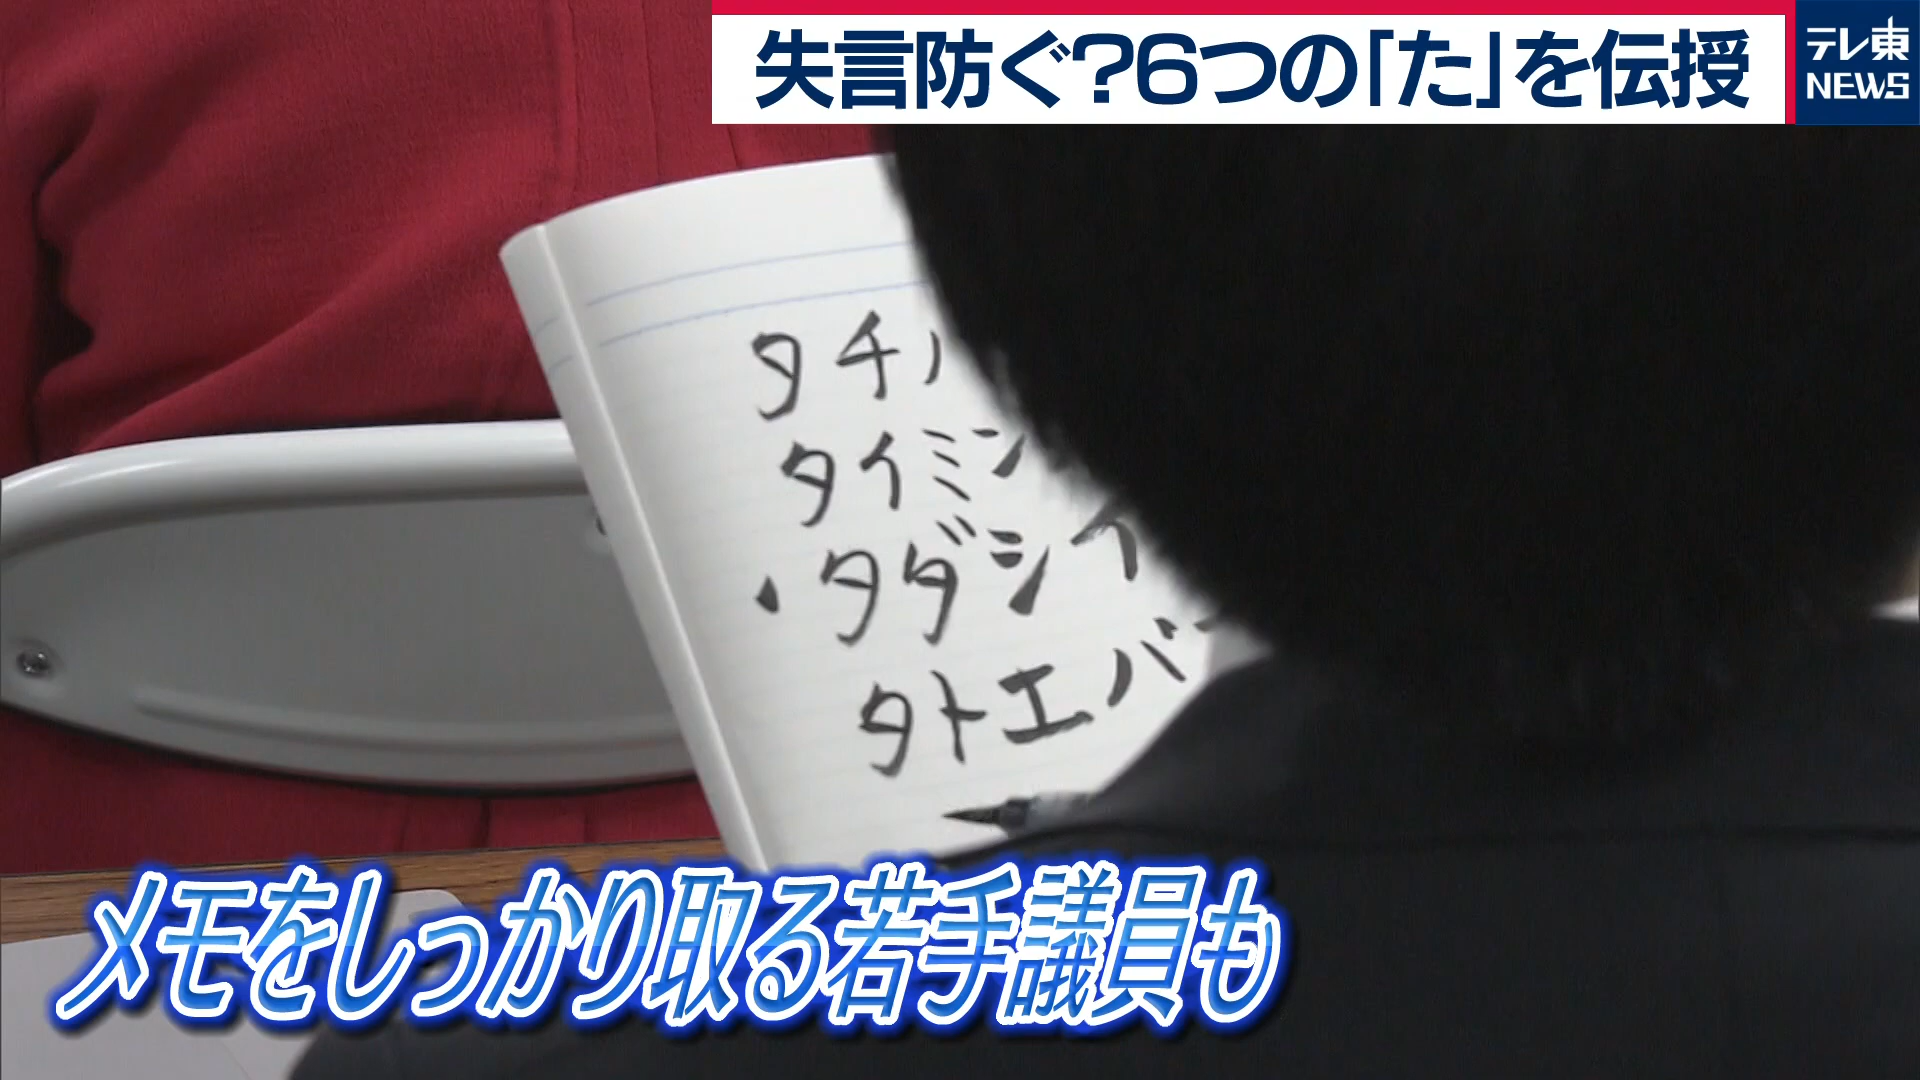 失言防ぐ?6つの「た」を伝授
テレ東
NEWS
タチ
タイミン
・タダシイ
タトエバ
メモをしっかり取る若手議員も